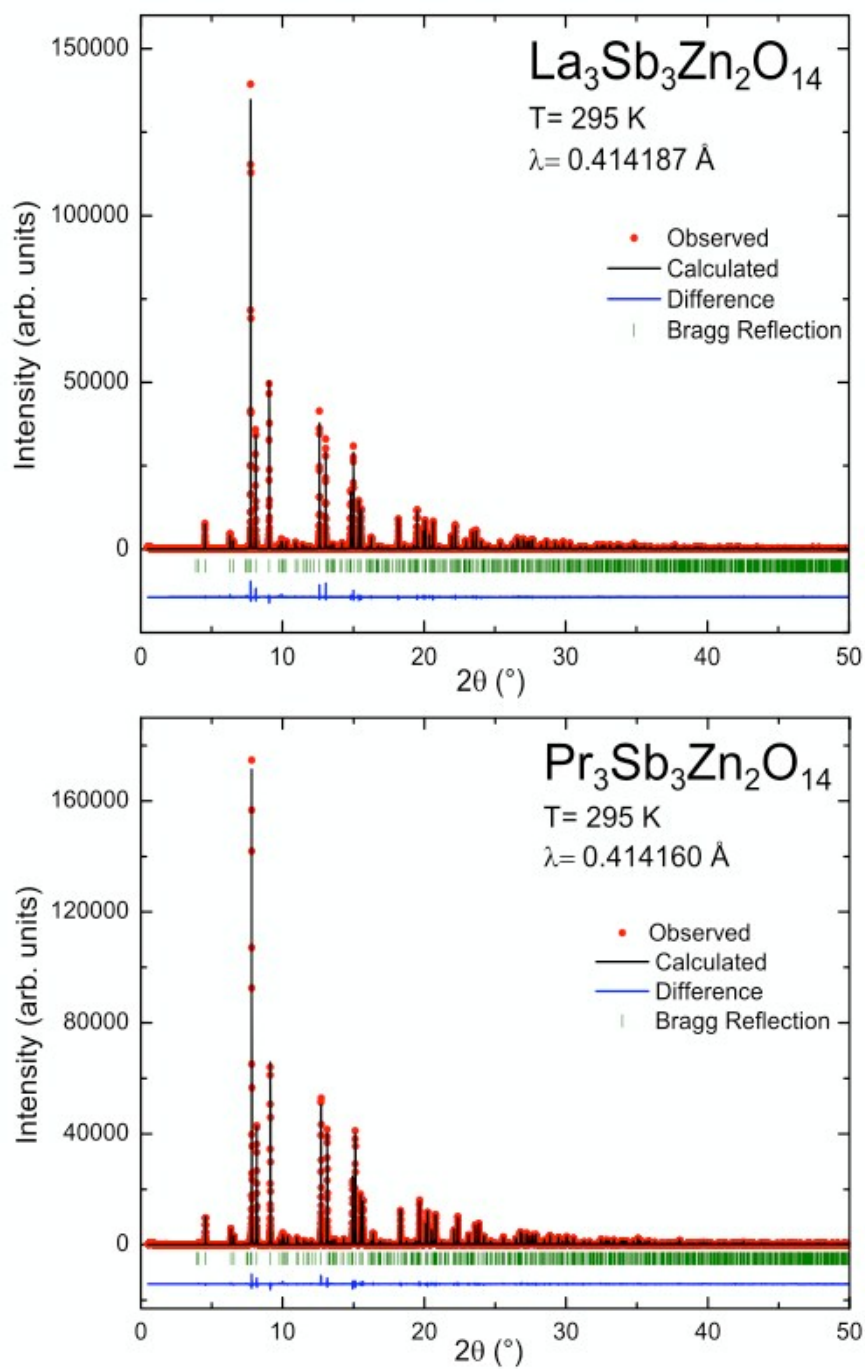 La₃Sb₃Zn₂O₁₄
T= 295 K
λ= 0.414187 Å
Observed
Calculated
Difference
Bragg Reflection
Intensity (arb. units)
150000
100000
50000
0
0 10 20 30 40 50
2θ (°)
Pr₃Sb₃Zn₂O₁₄
T= 295 K
λ= 0.414160 Å
Observed
Calculated
Difference
Bragg Reflection
Intensity (arb. units)
160000
120000
80000
40000
0
0 10 20 30 40 50
2θ (°)